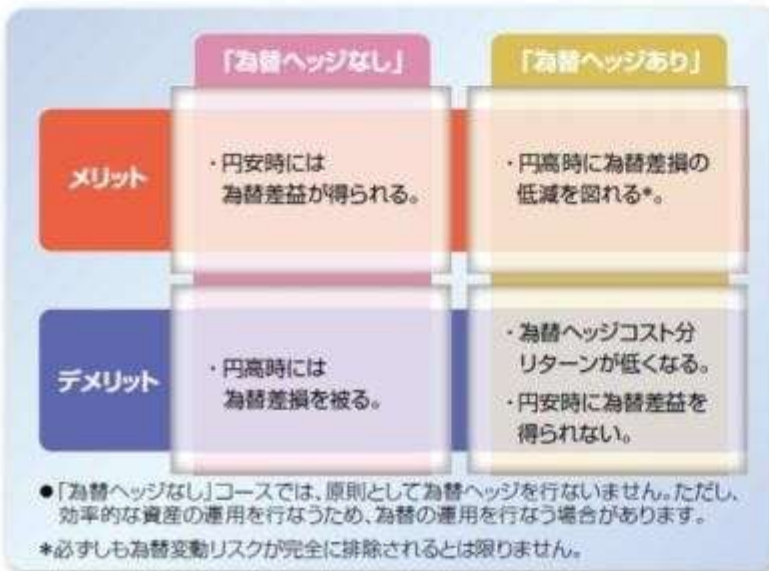 「為替ヘッジなし」
「為替ヘッジあり」
メリット
・円安時には
為替差益が得られる。
・円高時に為替差損の
低減を図れる*。
デメリット
・円高時には
為替差損を被る。
・為替ヘッジコスト分
リターンが低くなる。
・円安時に為替差益を
得られない。
●「為替ヘッジなし」コースでは、原則として為替ヘッジを行ないません。ただし、
効率的な資産の運用を行なうため、為替の運用を行なう場合があります。
*必ずしも為替変動リスクが完全に排除されるとは限りません。